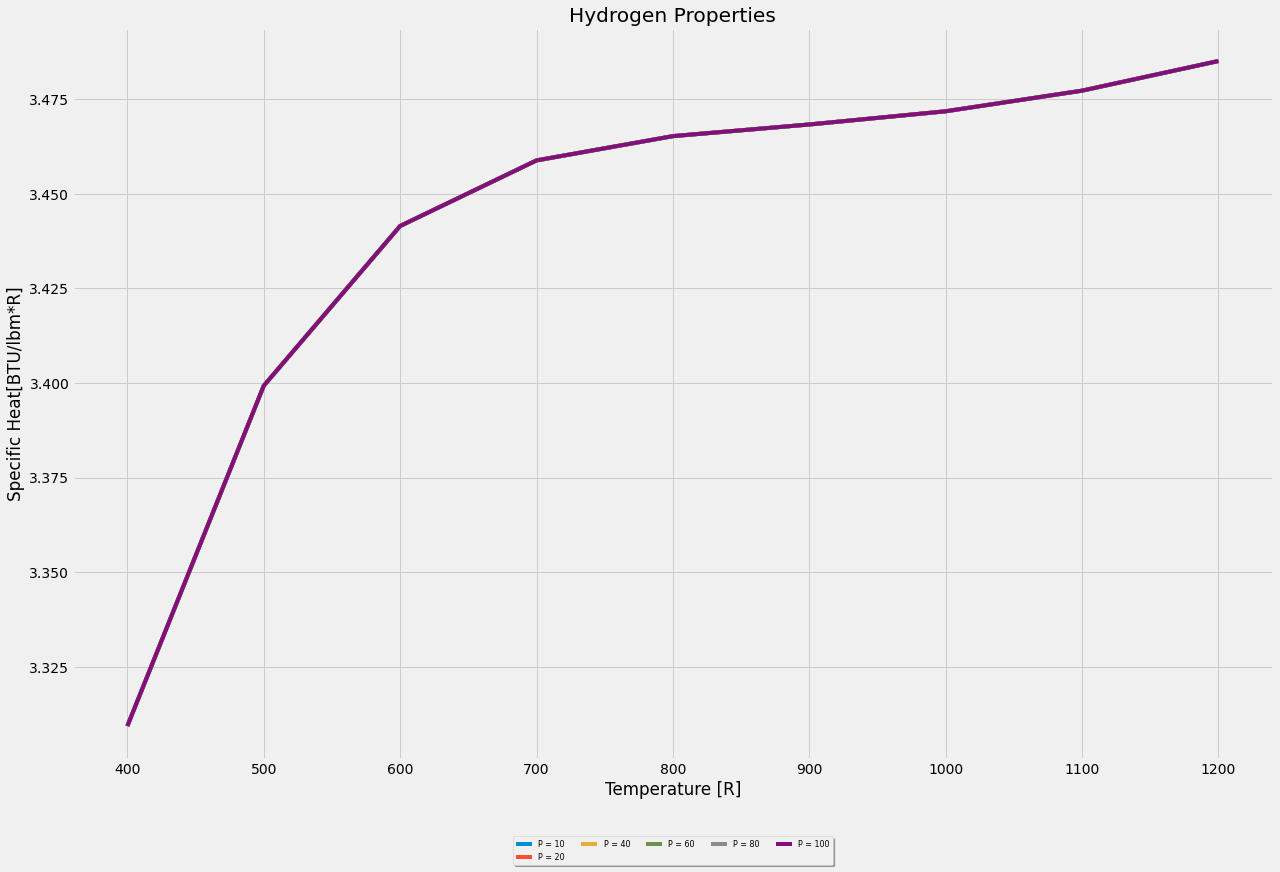 Hydrogen Properties
Specific Heat[BTU/lbm*R]
3.475
3.450
3.425
3.400
3.375
3.350
3.325
400 500 600 700 800 900 1000 1100 1200
Temperature [R]
P = 10 P = 40 P = 60 P = 80 P = 100
P = 20